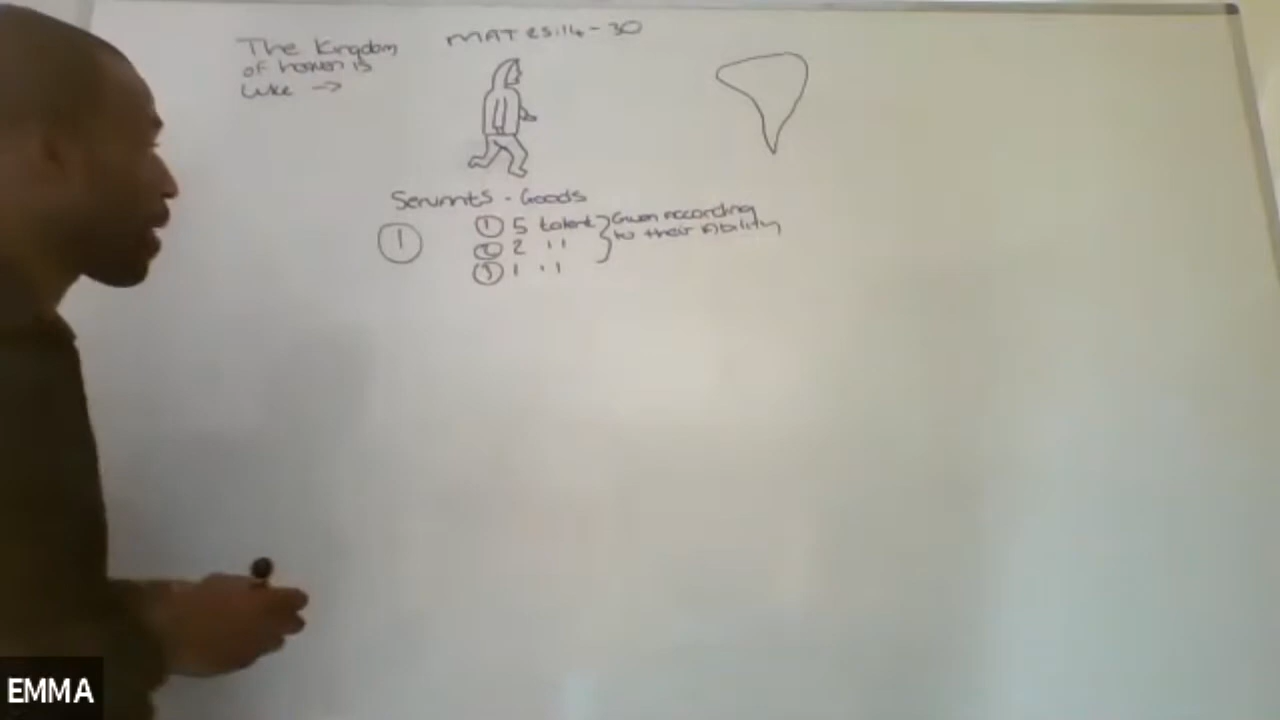 The Kingdom
of heaven is
Like →
MAT 25:14-30
Servants - Goods
① 
① 5 talent } Given according
to their Ability
② 2 ''
③ 1 ''
EMMA